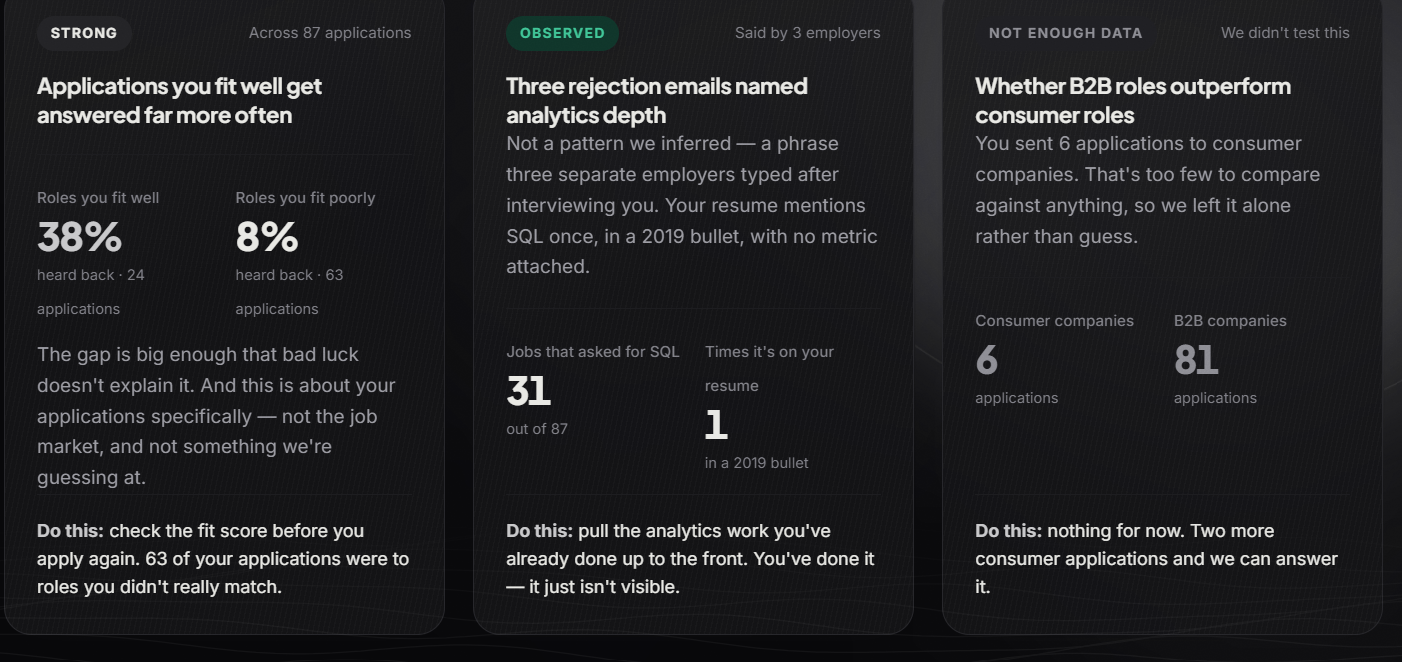 STRONG
Across 87 applications
Applications you fit well get
answered far more often
Roles you fit well
38%
heard back · 24
applications
Roles you fit poorly
8%
heard back · 63
applications
The gap is big enough that bad luck
doesn't explain it. And this is about your
applications specifically — not the job
market, and not something we're
guessing at.
Do this: check the fit score before you
apply again. 63 of your applications were to
roles you didn't really match.
OBSERVED
Said by 3 employers
Three rejection emails named
analytics depth
Not a pattern we inferred — a phrase
three separate employers typed after
interviewing you. Your resume mentions
SQL once, in a 2019 bullet, with no metric
attached.
Jobs that asked for SQL
31
out of 87
Times it's on your
resume
1
in a 2019 bullet
Do this: pull the analytics work you've
already done up to the front. You've done it
— it just isn't visible.
NOT ENOUGH DATA
We didn't test this
Whether B2B roles outperform
consumer roles
You sent 6 applications to consumer
companies. That's too few to compare
against anything, so we left it alone
rather than guess.
Consumer companies
6
applications
B2B companies
81
applications
Do this: nothing for now. Two more
consumer applications and we can answer
it.